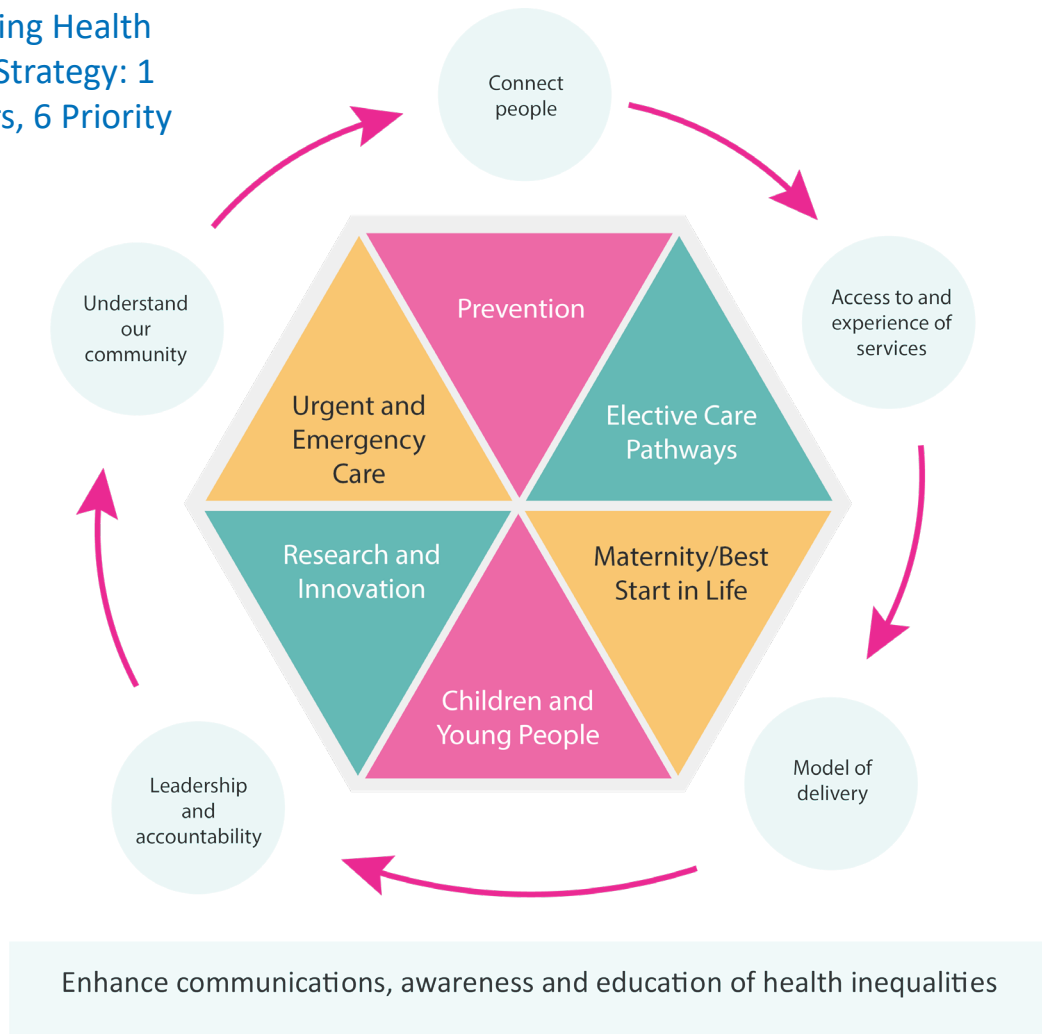 ing Health
Strategy: 1
s, 6 Priority
Connect
people
Understand
our
community
Access to and
experience of
services
Prevention
Urgent and
Emergency
Care
Elective Care
Pathways
Research and
Innovation
Maternity/Best
Start in Life
Children and
Young People
Leadership
and
accountability
Model of
delivery
Enhance communications, awareness and education of health inequalities